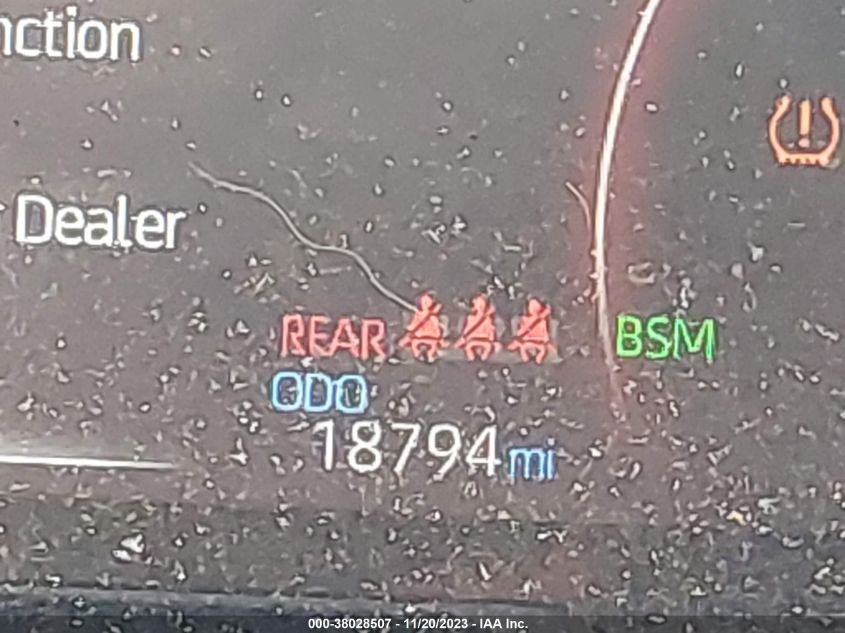 nction
Dealer
REAR
BSM
ODO
18794 mi
000-38028507 - 11/20/2023 - IAA Inc.